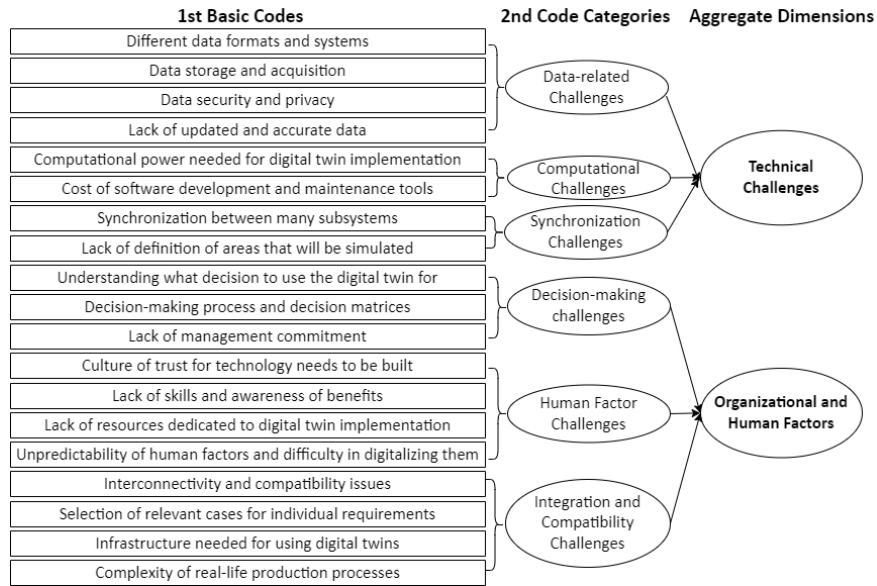 1st Basic Codes
2nd Code Categories
Aggregate Dimensions
Different data formats and systems
Data storage and acquisition
Data security and privacy
Lack of updated and accurate data
Data-related
Challenges
Computational power needed for digital twin implementation
Cost of software development and maintenance tools
Computational
Challenges
Synchronization between many subsystems
Lack of definition of areas that will be simulated
Synchronization
Challenges
Technical
Challenges
Understanding what decision to use the digital twin for
Decision-making process and decision matrices
Lack of management commitment
Decision-making
challenges
Culture of trust for technology needs to be built
Lack of skills and awareness of benefits
Lack of resources dedicated to digital twin implementation
Unpredictability of human factors and difficulty in digitalizing them
Human Factor
Challenges
Interconnectivity and compatibility issues
Selection of relevant cases for individual requirements
Infrastructure needed for using digital twins
Complexity of real-life production processes
Integration and
Compatibility
Challenges
Organizational and
Human Factors